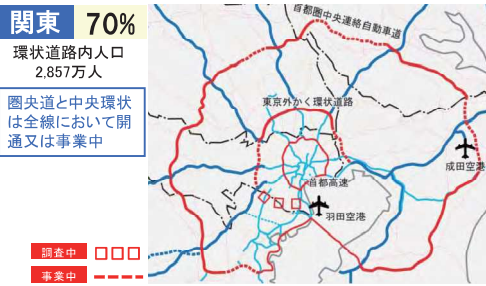 関東 70%
環状道路内人口
2,857万人
圏央道と中央環状
は全線において開
通又は事業中
首都圏中央連絡自動車道
東京外かく環状道路
成田空港
首都高速
羽田空港
調査中
事業中